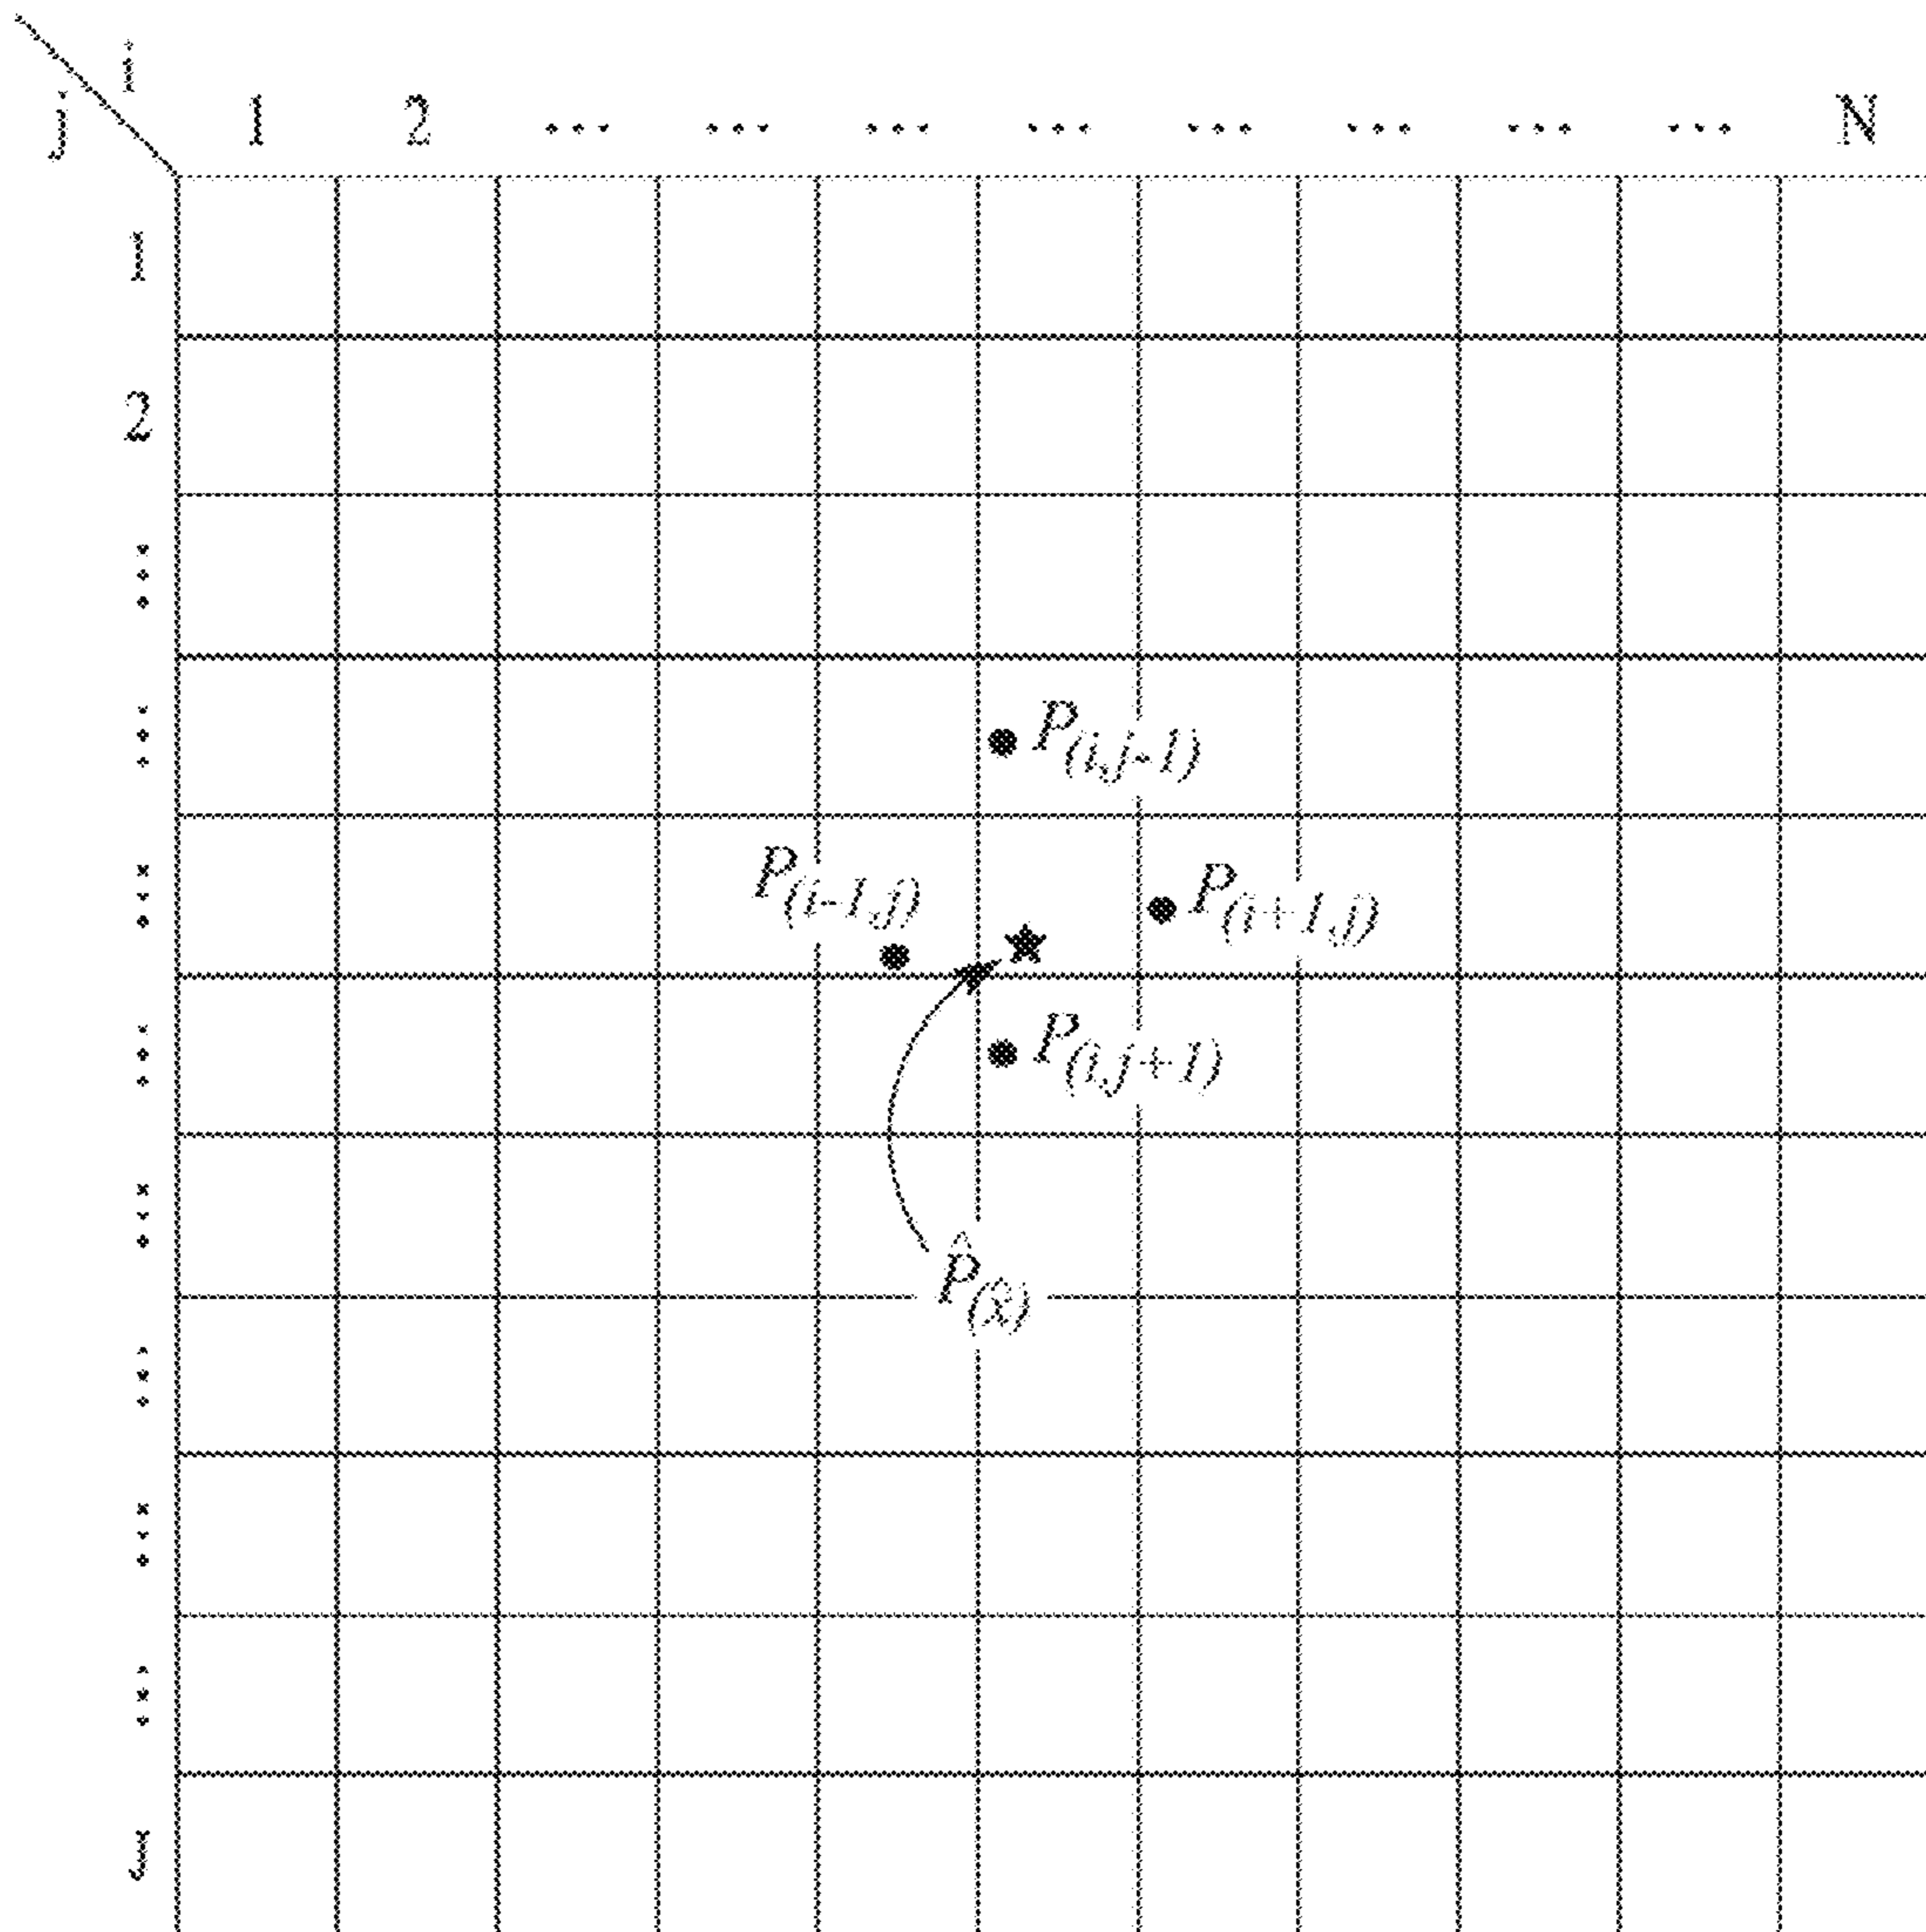 i
j 1 2 ... ... ... ... ... ... ... ... N
1
2
⋮
⋮
P(i,j-1)
⋮
P(i-1,j) P(i+1,j)
⋮
P(i,j+1)
⋮
P̂(x̂)
⋮
⋮
⋮
J